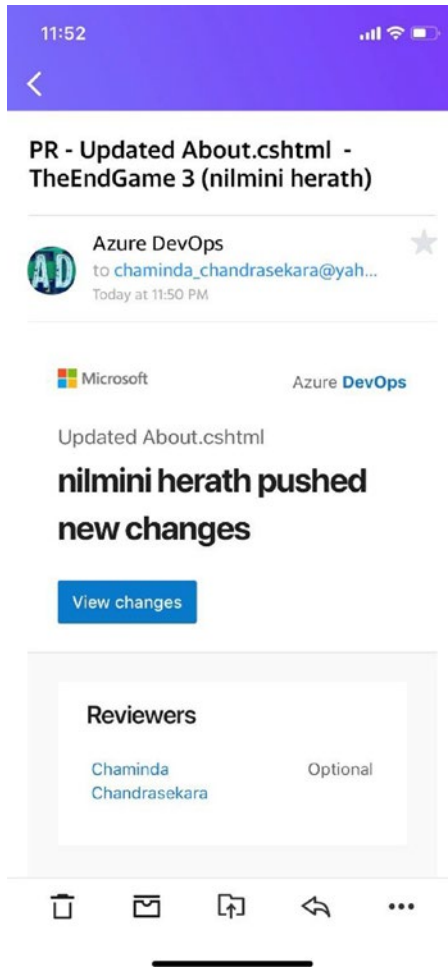 11:52
PR - Updated About.cshtml -
TheEndGame 3 (nilmini herath)
AD
Azure DevOps
to chaminda_chandrasekara@yah...
Today at 11:50 PM
Microsoft
Azure DevOps
Updated About.cshtml
nilmini herath pushed
new changes
View changes
Reviewers
Chaminda
Chandrasekara
Optional